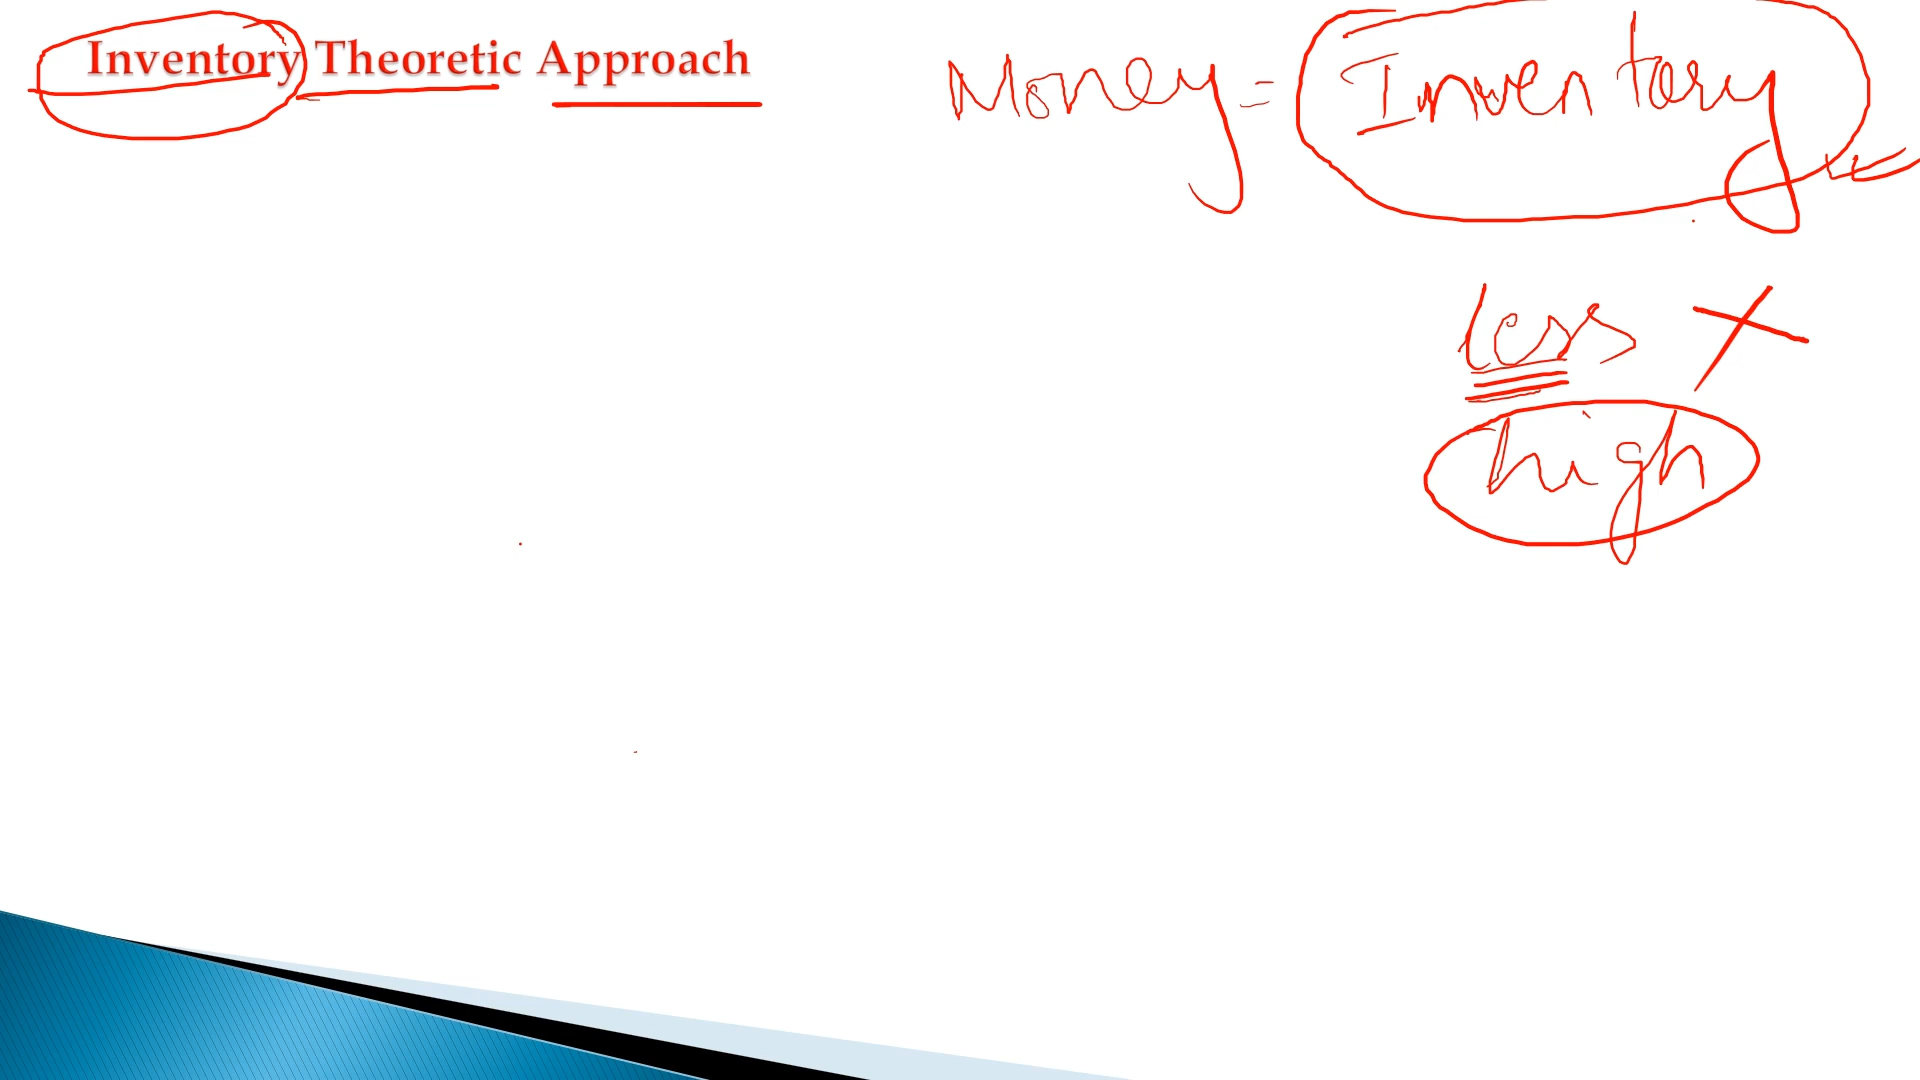 Inventory Theoretic Approach
Money = Inventory
less X
high